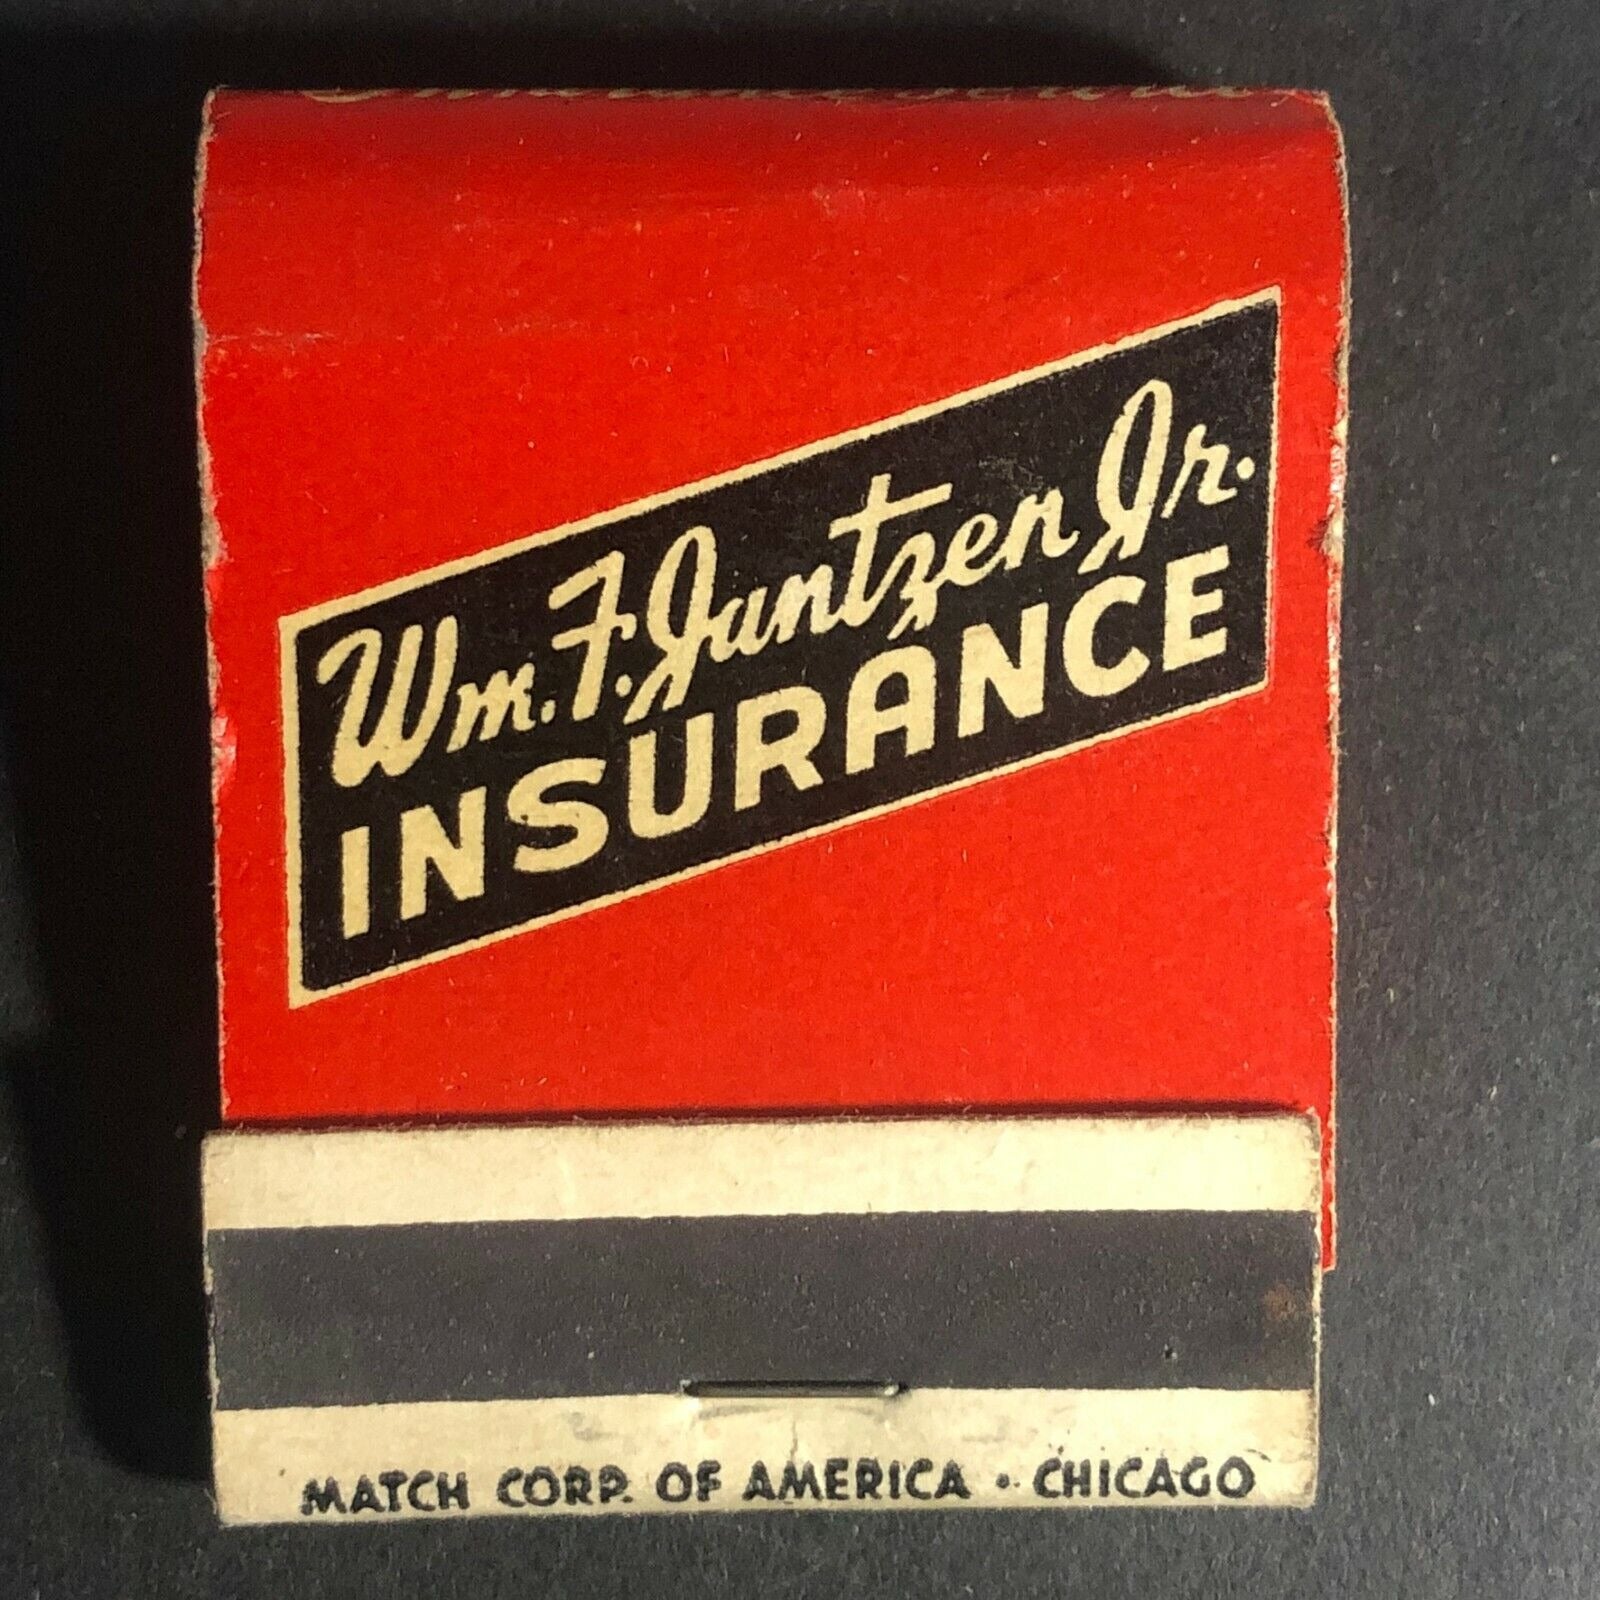 Wm. F. Jantzen Jr.
INSURANCE
MATCH CORP. OF AMERICA • CHICAGO